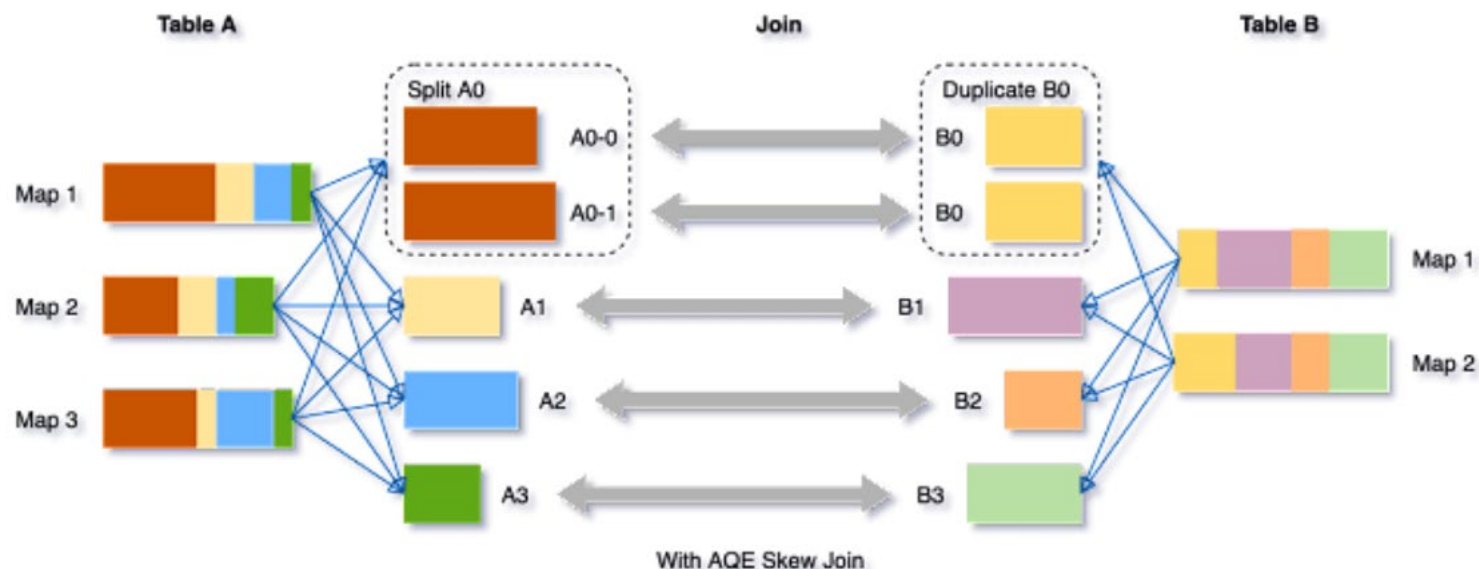 Table A
Join
Table B
Split A0
Duplicate B0
A0-0
B0
Map 1
A0-1
B0
Map 1
Map 2
A1
B1
Map 2
A2
B2
Map 3
A3
B3
With AQE Skew Join